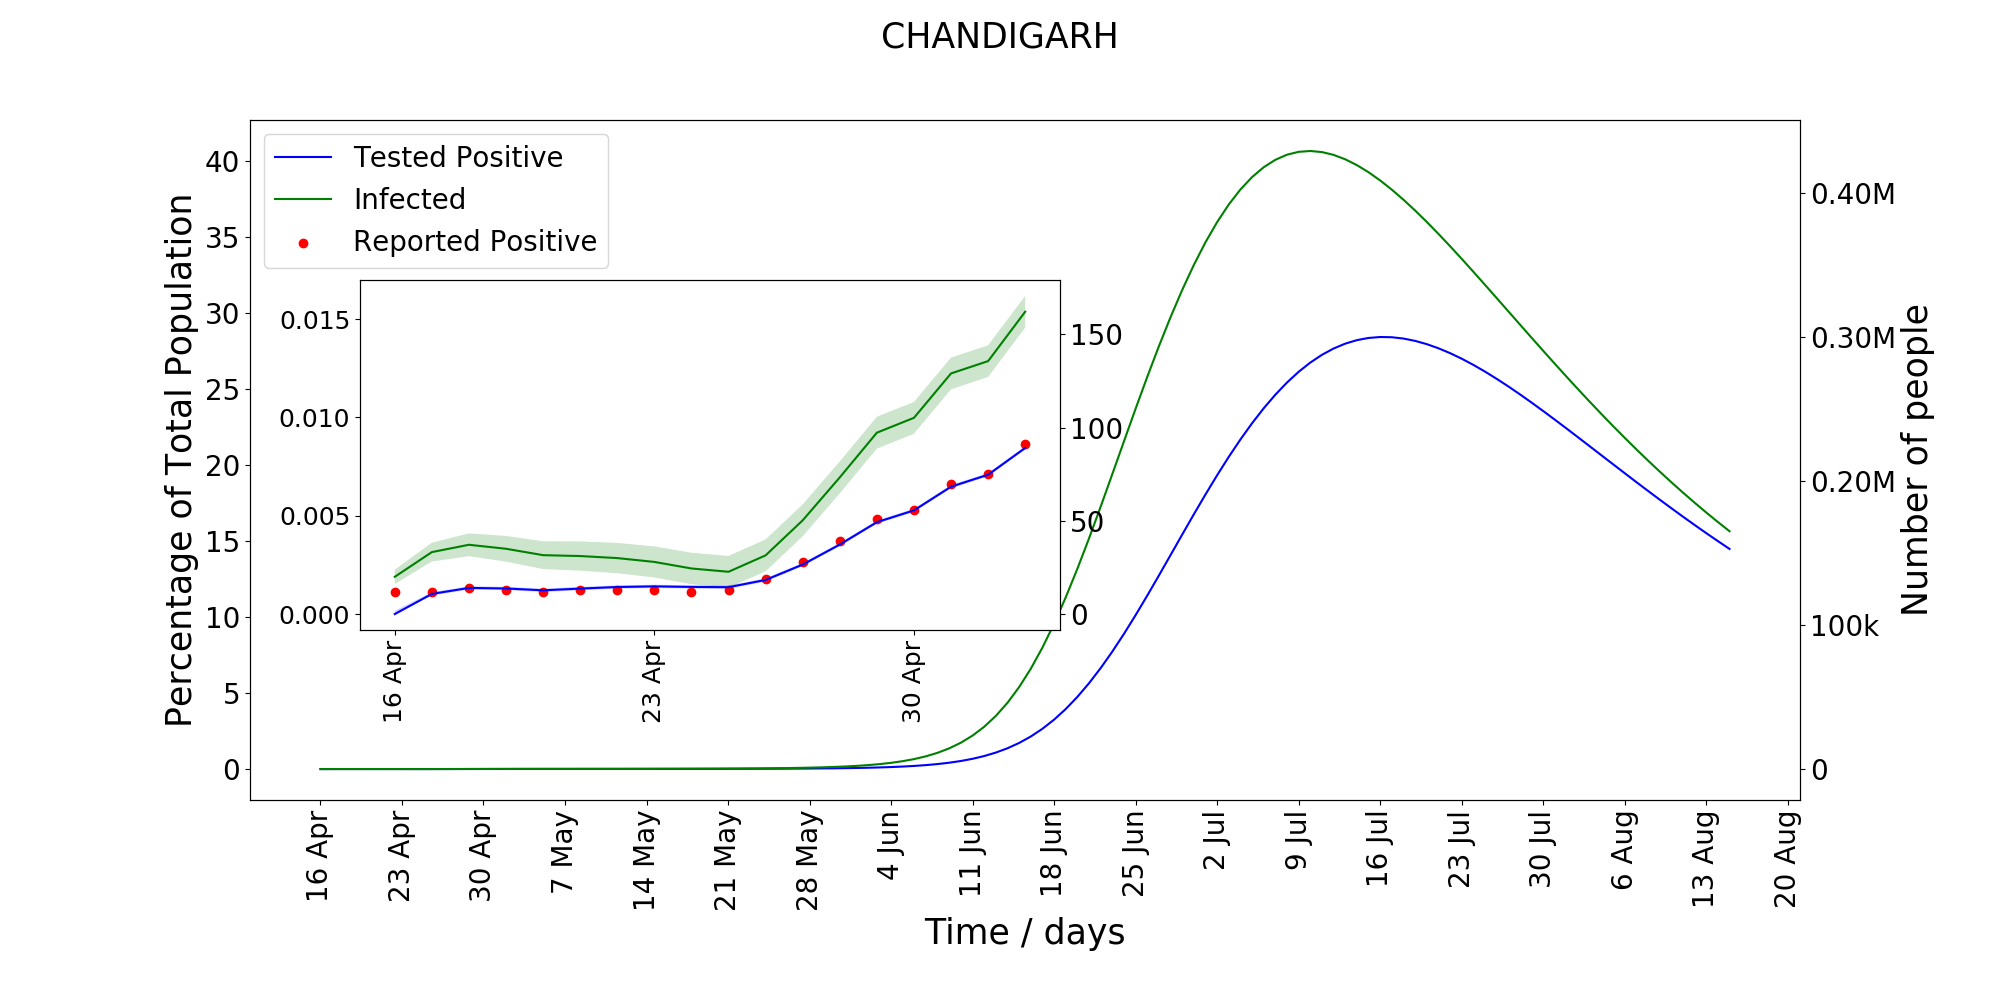 CHANDIGARH
Tested Positive
Infected
Reported Positive
Percentage of Total Population
40
35
30
25
20
15
10
5
0
0.40M
0.30M
0.20M
100k
0
Number of people
0.015
0.010
0.005
0.000
150
100
50
0
16 Apr
23 Apr
30 Apr
16 Apr
23 Apr
30 Apr
7 May
14 May
21 May
28 May
4 Jun
11 Jun
18 Jun
25 Jun
2 Jul
9 Jul
16 Jul
23 Jul
30 Jul
6 Aug
13 Aug
20 Aug
Time / days